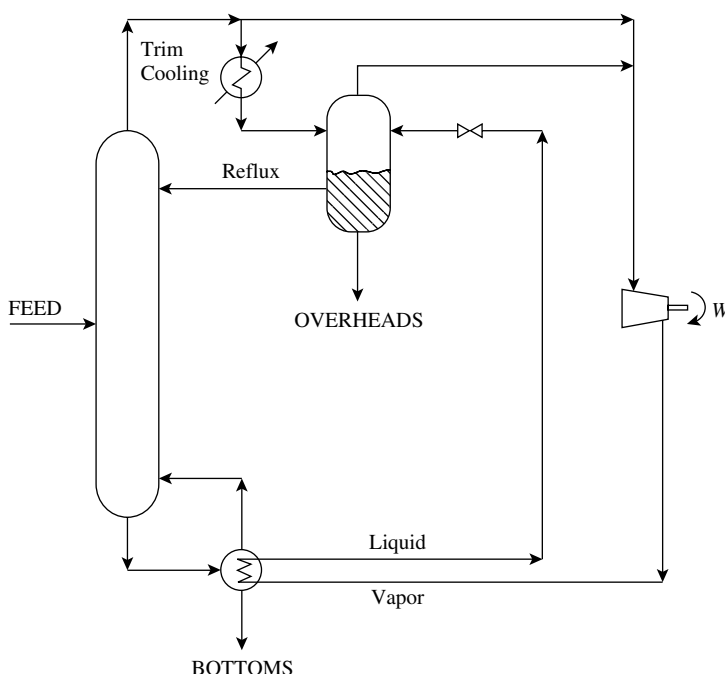 Trim
Cooling
Reflux
FEED
OVERHEADS
W
Liquid
Vapor
BOTTOMS